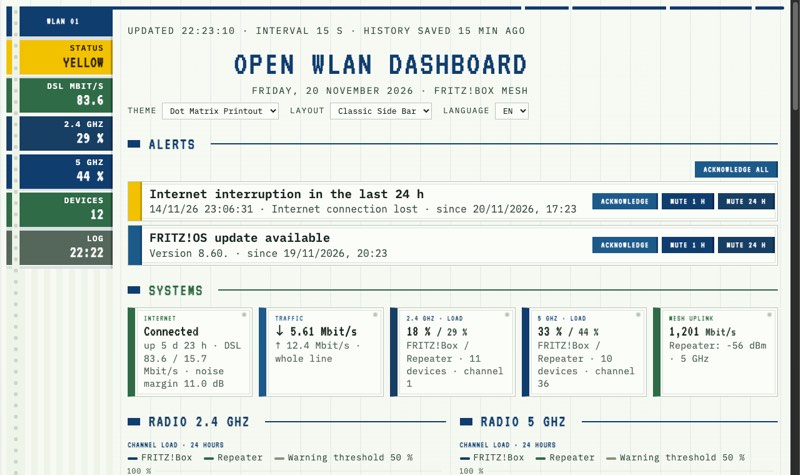 WLAN 01
STATUS
YELLOW
DSL MBIT/S
83.6
2.4 GHZ
29 %
5 GHZ
44 %
DEVICES
12
LOG
22:22
UPDATED 22:23:10 · INTERVAL 15 S · HISTORY SAVED 15 MIN AGO
OPEN WLAN DASHBOARD
FRIDAY, 20 NOVEMBER 2026 · FRITZ!BOX MESH
THEME Dot Matrix Printout LAYOUT Classic Side Bar LANGUAGE EN
ALERTS
ACKNOWLEDGE ALL
Internet interruption in the last 24 h
14/11/26 23:06:31 · Internet connection lost · since 20/11/2026, 17:23
ACKNOWLEDGE MUTE 1 H MUTE 24 H
FRITZ!OS update available
Version 8.60. · since 19/11/2026, 20:23
ACKNOWLEDGE MUTE 1 H MUTE 24 H
SYSTEMS
INTERNET
Connected
up 5 d 23 h · DSL
83.6 / 15.7
Mbit/s · noise
margin 11.0 dB
TRAFFIC
↓ 5.61 Mbit/s
↑ 12.4 Mbit/s ·
whole line
2.4 GHZ · LOAD
18 % / 29 %
FRITZ!Box /
Repeater · 11
devices · channel
1
5 GHZ · LOAD
33 % / 44 %
FRITZ!Box /
Repeater · 10
devices · channel
36
MESH UPLINK
1,201 Mbit/s
Repeater: -56 dBm
· 5 GHz
RADIO 2.4 GHZ
CHANNEL LOAD · 24 HOURS
FRITZ!Box Repeater Warning threshold 50 %
100 %
RADIO 5 GHZ
CHANNEL LOAD · 24 HOURS
FRITZ!Box Repeater Warning threshold 50 %
100 %